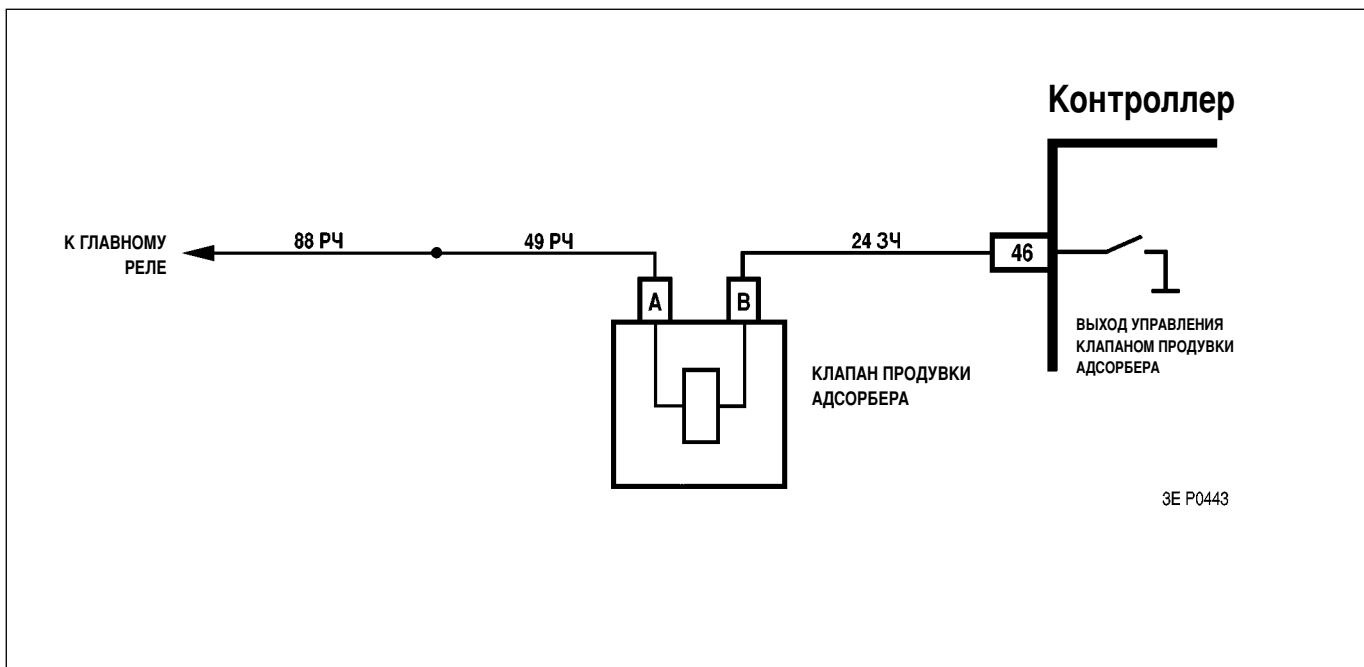 Контроллер
К ГЛАВНОМУ
РЕЛЕ
88 РЧ
49 РЧ
24 ЗЧ
46
A
B
ВЫХОД УПРАВЛЕНИЯ
КЛАПАНОМ ПРОДУВКИ
АДСОРБЕРА
КЛАПАН ПРОДУВКИ
АДСОРБЕРА
3E P0443